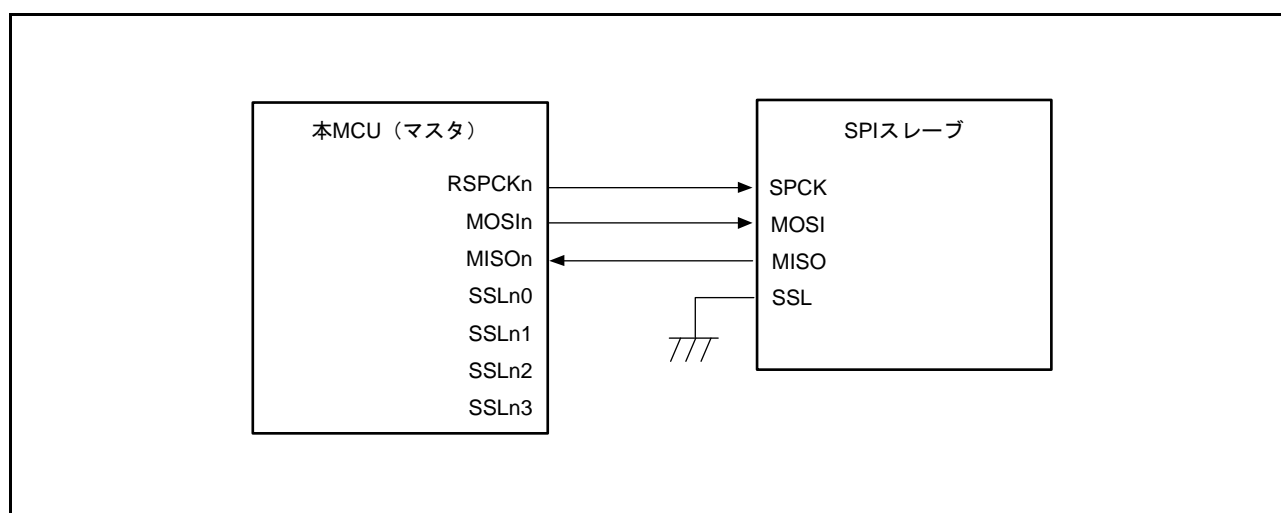 本MCU（マスタ）
RSPCKn
MOSIn
MISOn
SSLn0
SSLn1
SSLn2
SSLn3
SPIスレーブ
SPCK
MOSI
MISO
SSL